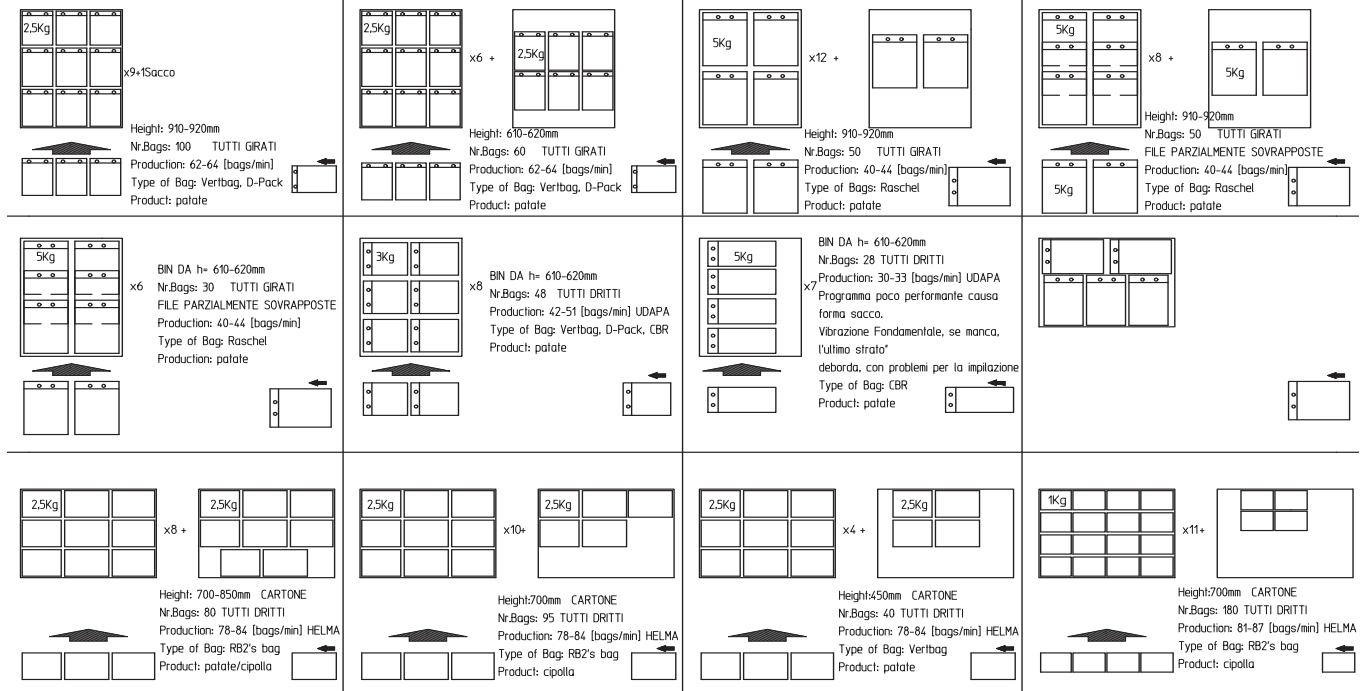 2,5Kg
x9+1Sacco
Height: 910-920mm
Nr.Bags: 100 TUTTI GIRATI
Production: 62-64 [bags/min]
Type of Bag: Vertbag, D-Pack
Product: patate
2,5Kg
x6 +
2,5Kg
Height: 610-620mm
Nr.Bags: 60 TUTTI GIRATI
Production: 62-64 [bags/min]
Type of Bag: Vertbag, D-Pack
Product: patate
5Kg
x12 +
Height: 910-920mm
Nr.Bags: 50 TUTTI GIRATI
Production: 40-44 [bags/min]
Type of Bags: Raschel
Product: patate
5Kg
x8 +
5Kg
Height: 910-920mm
Nr.Bags: 50 TUTTI GIRATI
FILE PARZIALMENTE SOVRAPPOSTE
Production: 40-44 [bags/min]
Type of Bag: Raschel
Product: patate
5Kg
5Kg
x6
BIN DA h= 610-620mm
Nr.Bags: 30 TUTTI GIRATI
FILE PARZIALMENTE SOVRAPPOSTE
Production: 40-44 [bags/min]
Type of Bag: Raschel
Production: patate
3Kg
x8
BIN DA h= 610-620mm
Nr.Bags: 48 TUTTI DRITTI
Production: 42-51 [bags/min] UDAPA
Type of Bag: Vertbag, D-Pack, CBR
Product: patate
5Kg
x7
BIN DA h= 610-620mm
Nr.Bags: 28 TUTTI DRITTI
Production: 30-33 [bags/min] UDAPA
Programma poco performante causa
forma sacco.
Vibrazione Fondamentale, se manca,
l'ultimo strato"
deborda, con problemi per la impilazione
Type of Bag: CBR
Product: patate
2,5Kg
x8 +
2,5Kg
Height: 700-850mm CARTONE
Nr.Bags: 80 TUTTI DRITTI
Production: 78-84 [bags/min] HELMA
Type of Bag: RB2's bag
Product: patate/cipolla
2,5Kg
x10+
2,5Kg
Height:700mm CARTONE
Nr.Bags: 95 TUTTI DRITTI
Production: 78-84 [bags/min] HELMA
Type of Bag: RB2's bag
Product: cipolla
2,5Kg
x4 +
2,5Kg
Height:450mm CARTONE
Nr.Bags: 40 TUTTI DRITTI
Production: 78-84 [bags/min] HELMA
Type of Bag: Vertbag
Product: patate
1Kg
x11+
Height:700mm CARTONE
Nr.Bags: 180 TUTTI DRITTI
Production: 81-87 [bags/min] HELMA
Type of Bag: RB2's bag
Product: cipolla